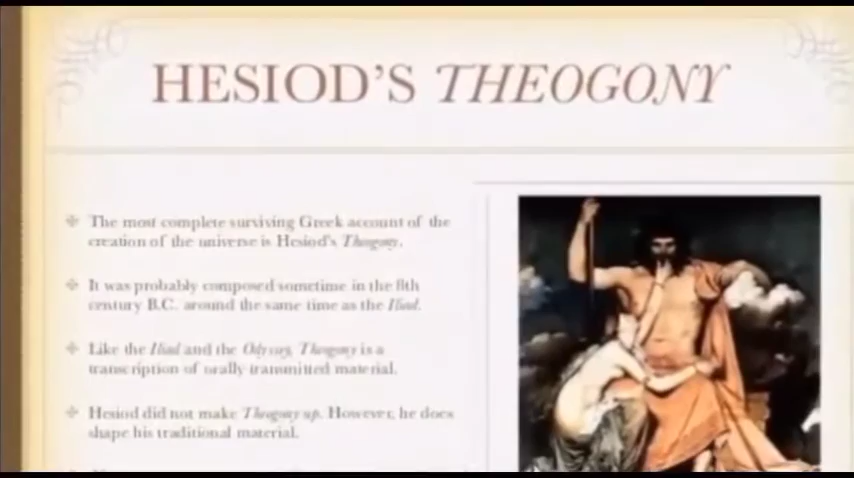 HESIOD'S THEOGONY
The most complete surviving Greek account of the
creation of the universe is Hesiod's Theogony.
It was probably composed sometime in the 8th
century B.C. around the same time as the Iliad.
Like the Iliad and the Odyssey, Theogony is a
transcription of orally transmitted material.
Hesiod did not make Theogony up. However, he does
shape his traditional material.